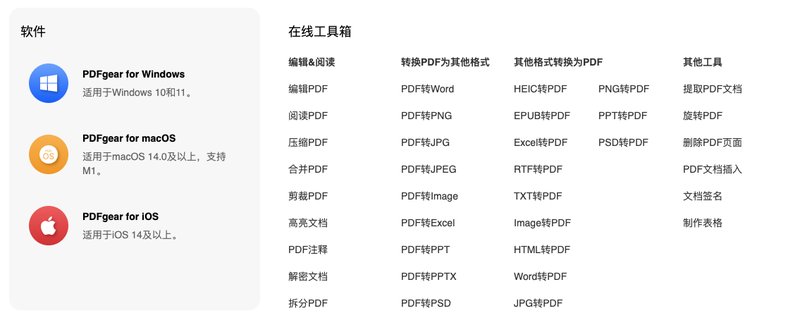 软件
PDFgear for Windows
适用于Windows 10和11。
PDFgear for macOS
适用于macOS 14.0及以上，支持
M1。
OS
PDFgear for iOS
适用于iOS 14及以上。
在线工具箱
编辑&阅读
编辑PDF
阅读PDF
压缩PDF
合并PDF
剪裁PDF
高亮文档
PDF注释
解密文档
拆分PDF
转换PDF为其他格式
PDF转Word
PDF转PNG
PDF转JPG
PDF转JPEG
PDF转Image
PDF转Excel
PDF转PPT
PDF转PPTX
PDF转PSD
其他格式转换为PDF
HEIC转PDF
EPUB转PDF
Excel转PDF
RTF转PDF
TXT转PDF
Image转PDF
HTML转PDF
Word转PDF
JPG转PDF
PNG转PDF
PPT转PDF
PSD转PDF
其他工具
提取PDF文档
旋转PDF
删除PDF页面
PDF文档插入
文档签名
制作表格